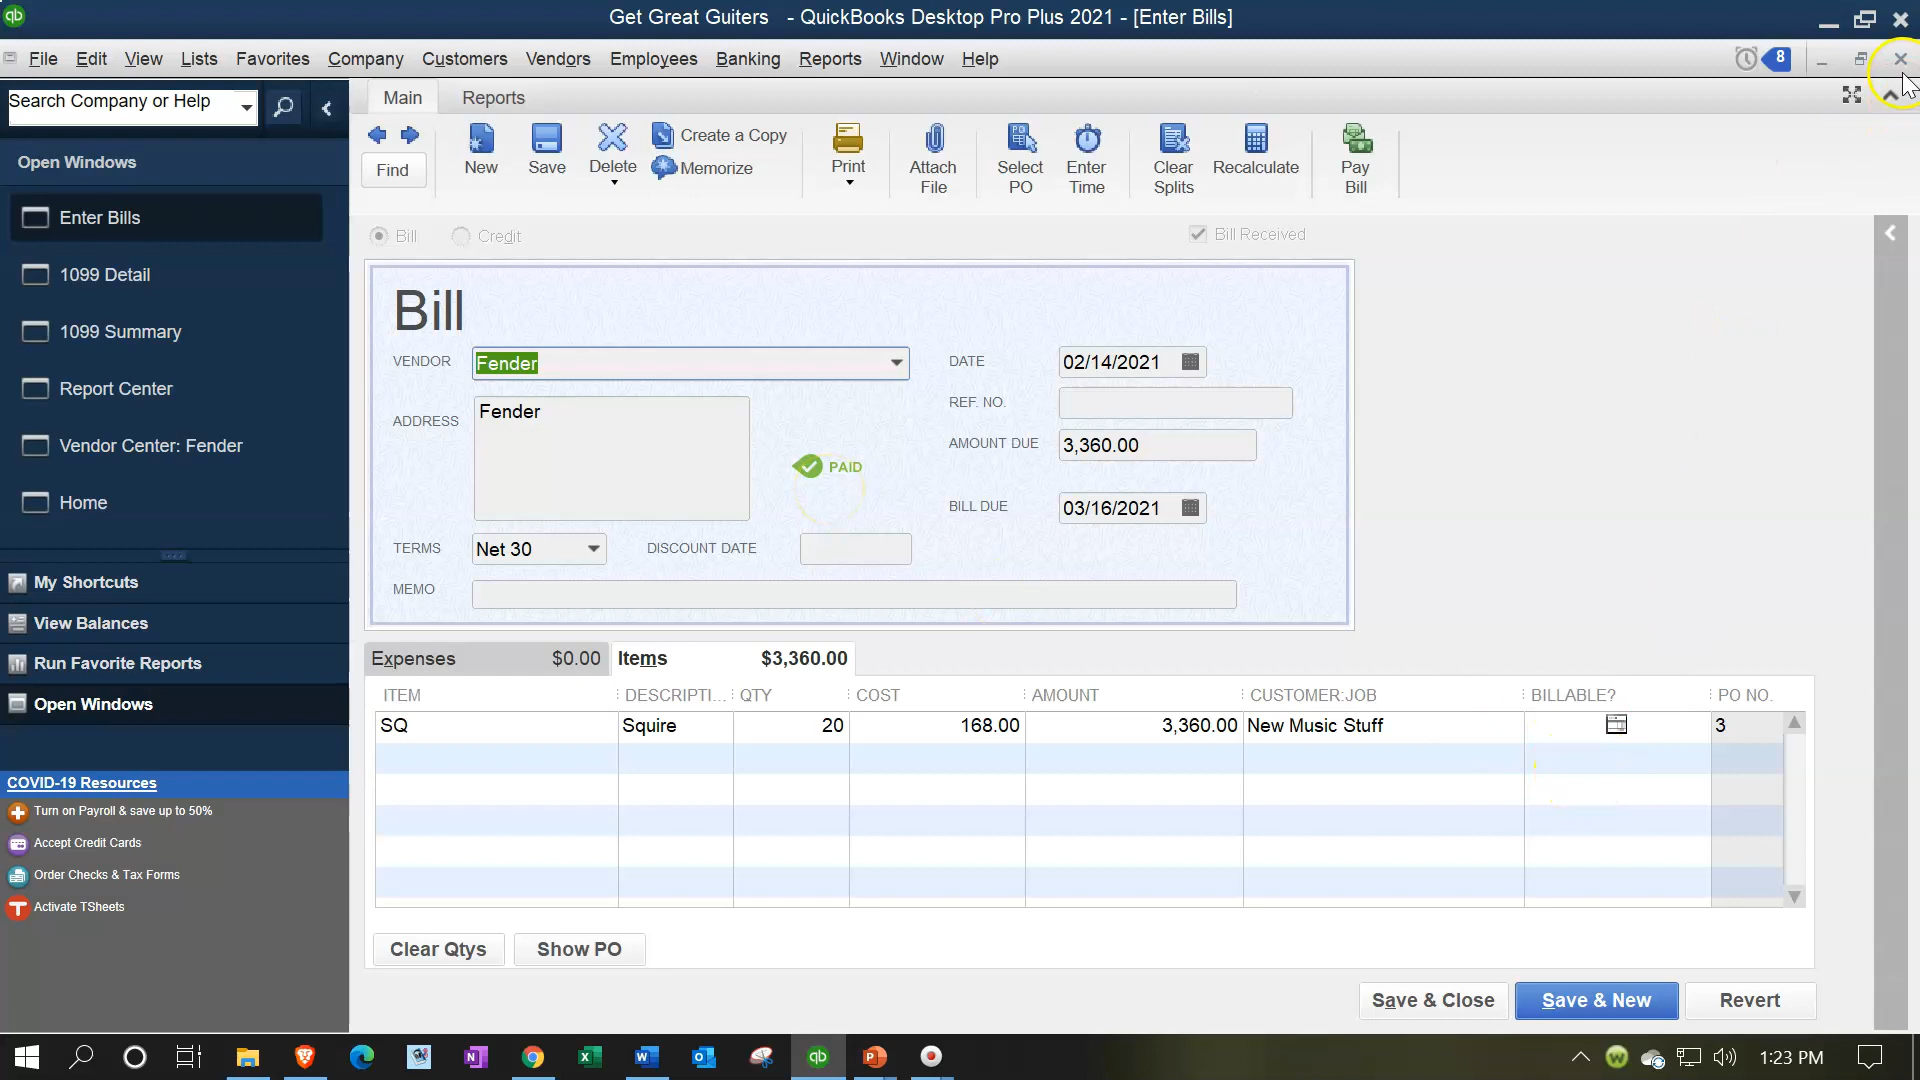 qb Get Great Guiters - QuickBooks Desktop Pro Plus 2021 - [Enter Bills]
File Edit View Lists Favorites Company Customers Vendors Employees Banking Reports Window Help 8
Search Company or Help
Main Reports
Find New Save Delete Create a Copy Memorize Print Attach File Select PO Enter Time Clear Splits Recalculate Pay Bill
Open Windows
Enter Bills
1099 Detail
1099 Summary
Report Center
Vendor Center: Fender
Home
My Shortcuts
View Balances
Run Favorite Reports
Open Windows
COVID-19 Resources
Turn on Payroll & save up to 50%
Accept Credit Cards
Order Checks & Tax Forms
Activate TSheets
Bill Credit Bill Received
Bill
VENDOR Fender DATE 02/14/2021
ADDRESS Fender REF. NO.
AMOUNT DUE 3,360.00
PAID
BILL DUE 03/16/2021
TERMS Net 30 DISCOUNT DATE
MEMO
Expenses $0.00 Items $3,360.00
ITEM DESCRIPTI... QTY COST AMOUNT CUSTOMER:JOB BILLABLE? PO NO.
SQ Squire 20 168.00 3,360.00 New Music Stuff 3
Clear Qtys Show PO
Save & Close Save & New Revert
1:23 PM